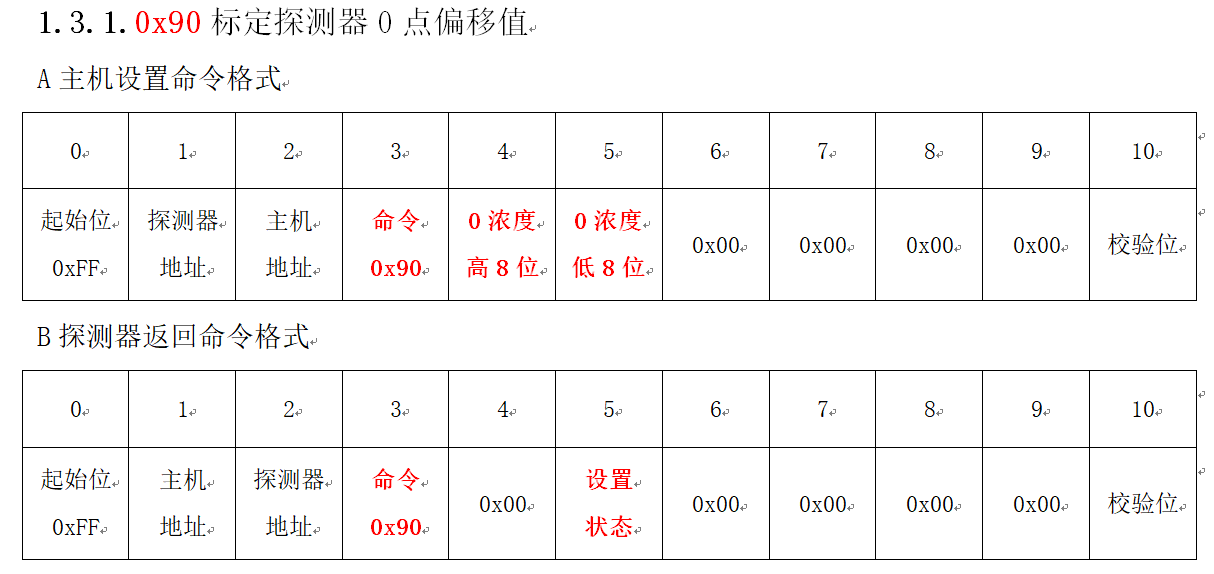 1.3.1.0x90 标定探测器 0 点偏移值
A 主机设置命令格式
0 1 2 3 4 5 6 7 8 9 10
起始位 0xFF 探测器地址 主机地址 命令 0x90 0 浓度高 8 位 0 浓度低 8 位 0x00 0x00 0x00 0x00 校验位
B 探测器返回命令格式
0 1 2 3 4 5 6 7 8 9 10
起始位 0xFF 主机地址 探测器地址 命令 0x90 0x00 设置状态 0x00 0x00 0x00 0x00 校验位